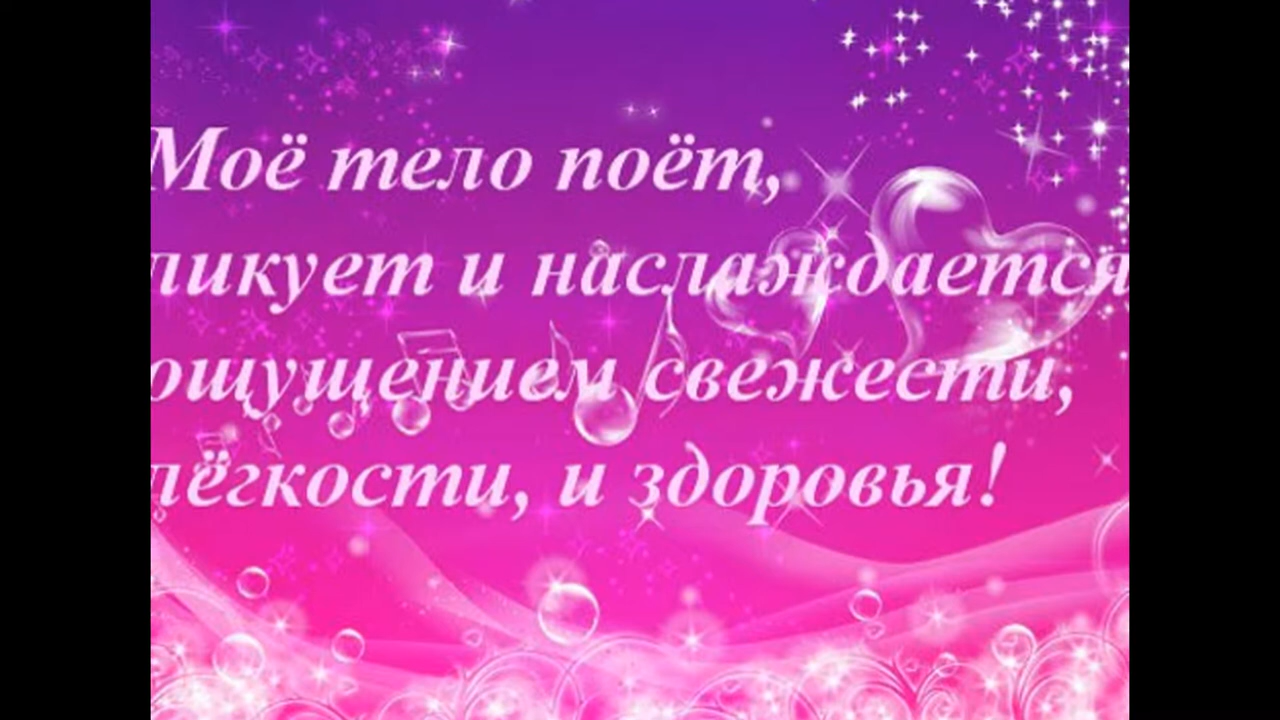 Моё тело поёт,
ликует и наслаждается
ощущением свежести,
лёгкости, и здоровья!